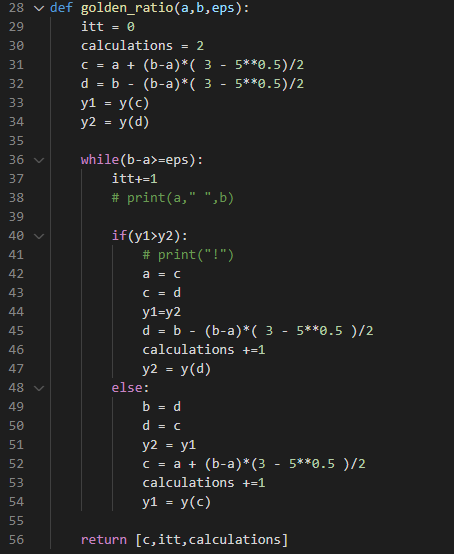 28 def golden_ratio(a,b,eps):
29     itt = 0
30     calculations = 2
31     c = a + (b-a)*( 3 - 5**0.5)/2
32     d = b - (b-a)*( 3 - 5**0.5)/2
33     y1 = y(c)
34     y2 = y(d)
35
36     while(b-a>=eps):
37         itt+=1
38         # print(a," ",b)
39
40         if(y1>y2):
41             # print("!")
42             a = c
43             c = d
44             y1=y2
45             d = b - (b-a)*( 3 - 5**0.5 )/2
46             calculations +=1
47             y2 = y(d)
48         else:
49             b = d
50             d = c
51             y2 = y1
52             c = a + (b-a)*(3 - 5**0.5 )/2
53             calculations +=1
54             y1 = y(c)
55
56     return [c,itt,calculations]